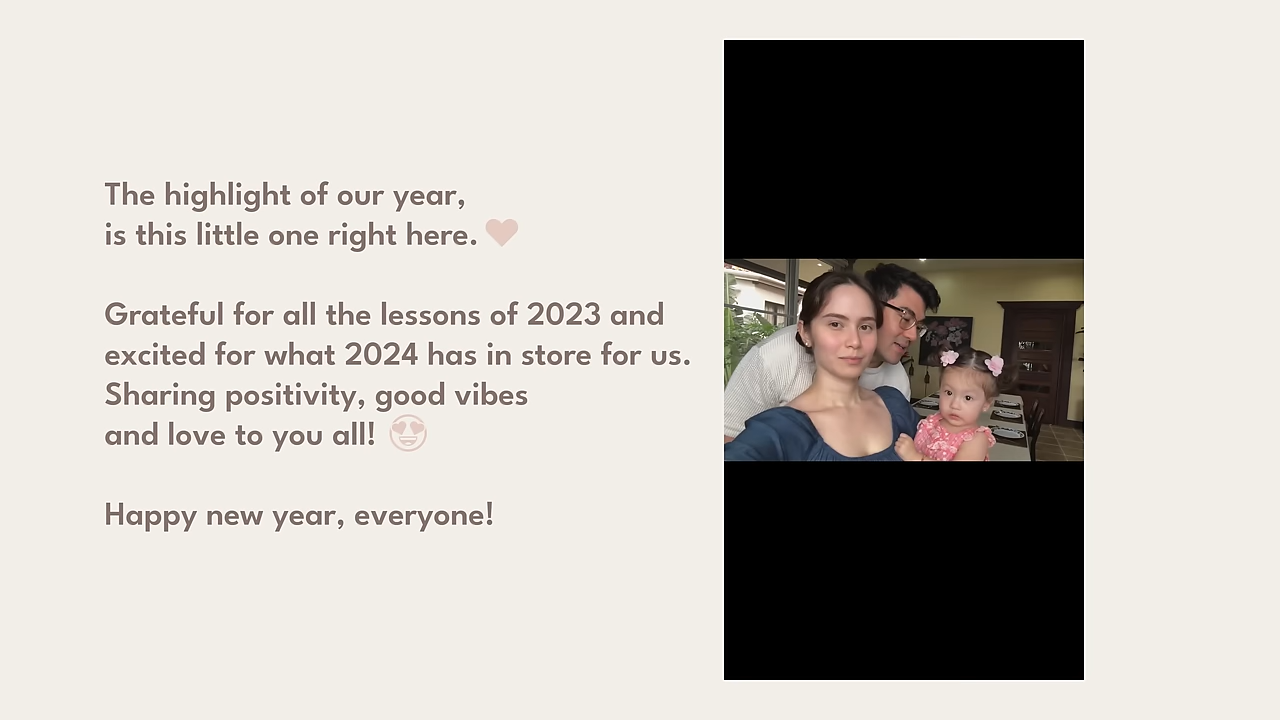 The highlight of our year,
is this little one right here. 🩷
Grateful for all the lessons of 2023 and
excited for what 2024 has in store for us.
Sharing positivity, good vibes
and love to you all! 😍
Happy new year, everyone!